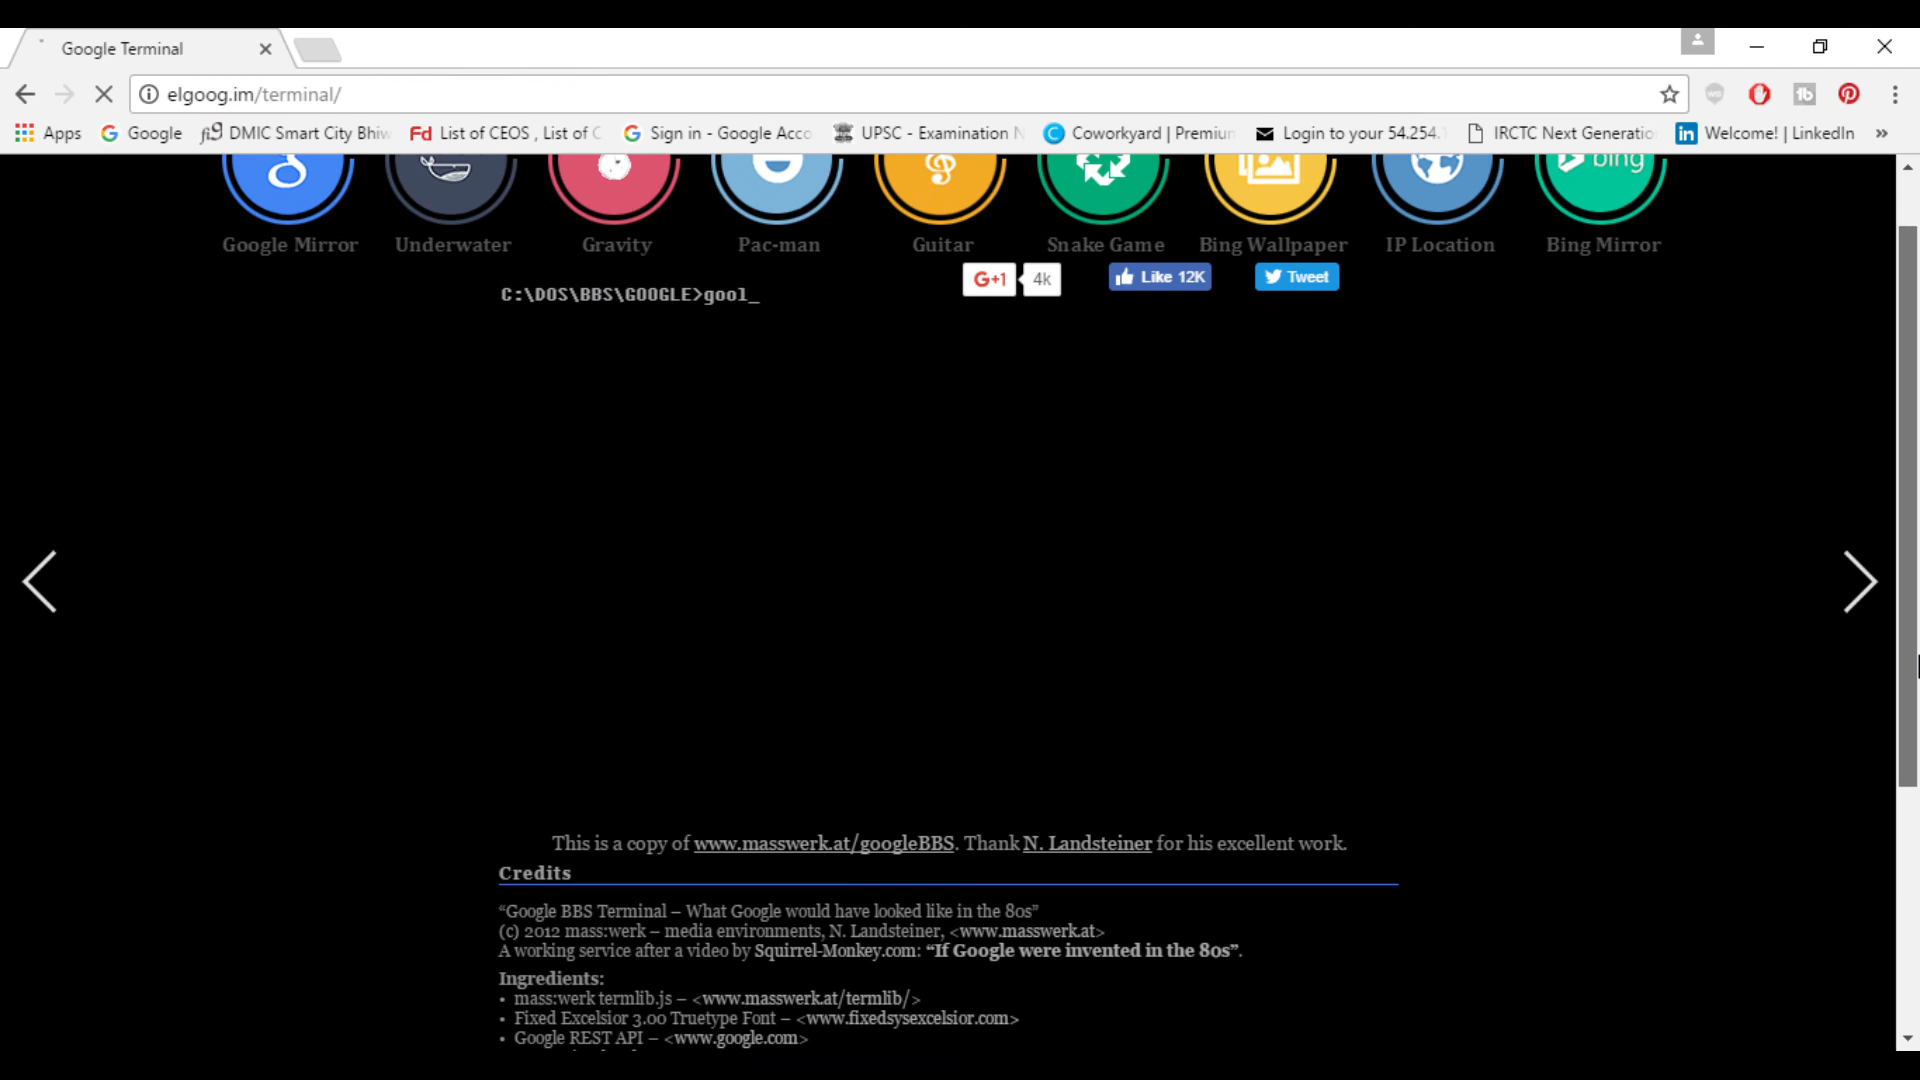 Google Terminal
elgoog.im/terminal/
Apps Google DMIC Smart City Bhiw List of CEOS , List of C Sign in - Google Acco UPSC - Examination N Coworkyard | Premiun Login to your 54.254. IRCTC Next Generatio Welcome! | LinkedIn »
bing
Google Mirror Underwater Gravity Pac-man Guitar Snake Game Bing Wallpaper IP Location Bing Mirror
G+1 4k Like 12K Tweet
C:\DOS\BBS\GOOGLE>gool_
This is a copy of www.masswerk.at/googleBBS. Thank N. Landsteiner for his excellent work.
Credits
“Google BBS Terminal – What Google would have looked like in the 80s”
(c) 2012 mass:werk – media environments, N. Landsteiner, <www.masswerk.at>
A working service after a video by Squirrel-Monkey.com: “If Google were invented in the 80s”.
Ingredients:
• mass:werk termlib.js – <www.masswerk.at/termlib/>
• Fixed Excelsior 3.00 Truetype Font – <www.fixedsysexcelsior.com>
• Google REST API – <www.google.com>